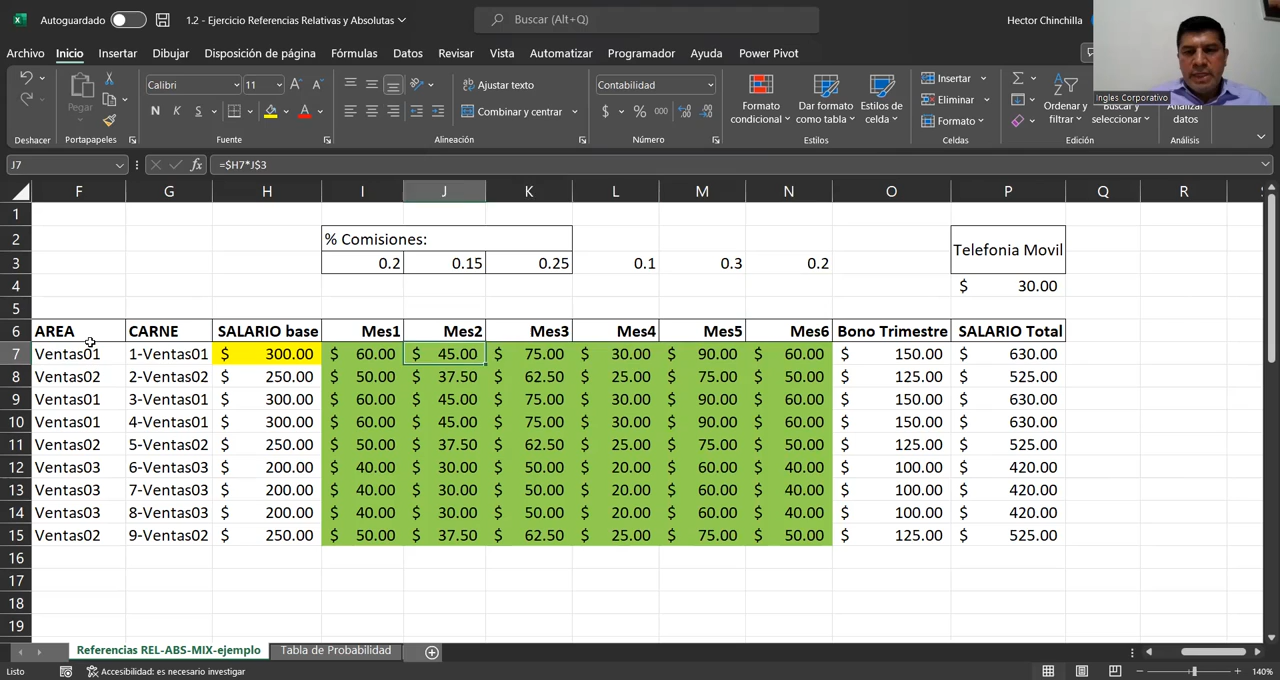 Autoguardado 1.2 - Ejercicio Referencias Relativas y Absolutas Buscar (Alt+Q) Hector Chinchilla
Archivo Inicio Insertar Dibujar Disposición de página Fórmulas Datos Revisar Vista Automatizar Programador Ayuda Power Pivot
Pegar
Calibri 11
N K S
Ajustar texto
Combinar y centrar
Contabilidad
$ % 000
Formato condicional
Dar formato como tabla
Estilos de celda
Insertar
Eliminar
Formato
Ordenar y filtrar
Buscar y seleccionar
Analizar datos
Ingles Corporativo
Deshacer Portapapeles Fuente Alineación Número Estilos Celdas Edición Análisis
J7 fx =$H7*J$3
F G H I J K L M N O P Q R
1
2 % Comisiones: Telefonia Movil
3 0.2 0.15 0.25 0.1 0.3 0.2
4 $ 30.00
5
6 AREA CARNE SALARIO base Mes1 Mes2 Mes3 Mes4 Mes5 Mes6 Bono Trimestre SALARIO Total
7 Ventas01 1-Ventas01 $ 300.00 $ 60.00 $ 45.00 $ 75.00 $ 30.00 $ 90.00 $ 60.00 $ 150.00 $ 630.00
8 Ventas02 2-Ventas02 $ 250.00 $ 50.00 $ 37.50 $ 62.50 $ 25.00 $ 75.00 $ 50.00 $ 125.00 $ 525.00
9 Ventas01 3-Ventas01 $ 300.00 $ 60.00 $ 45.00 $ 75.00 $ 30.00 $ 90.00 $ 60.00 $ 150.00 $ 630.00
10 Ventas01 4-Ventas01 $ 300.00 $ 60.00 $ 45.00 $ 75.00 $ 30.00 $ 90.00 $ 60.00 $ 150.00 $ 630.00
11 Ventas02 5-Ventas02 $ 250.00 $ 50.00 $ 37.50 $ 62.50 $ 25.00 $ 75.00 $ 50.00 $ 125.00 $ 525.00
12 Ventas03 6-Ventas03 $ 200.00 $ 40.00 $ 30.00 $ 50.00 $ 20.00 $ 60.00 $ 40.00 $ 100.00 $ 420.00
13 Ventas03 7-Ventas03 $ 200.00 $ 40.00 $ 30.00 $ 50.00 $ 20.00 $ 60.00 $ 40.00 $ 100.00 $ 420.00
14 Ventas03 8-Ventas03 $ 200.00 $ 40.00 $ 30.00 $ 50.00 $ 20.00 $ 60.00 $ 40.00 $ 100.00 $ 420.00
15 Ventas02 9-Ventas02 $ 250.00 $ 50.00 $ 37.50 $ 62.50 $ 25.00 $ 75.00 $ 50.00 $ 125.00 $ 525.00
16
17
18
19
Referencias REL-ABS-MIX-ejemplo Tabla de Probabilidad
Listo Accesibilidad: es necesario investigar 140%